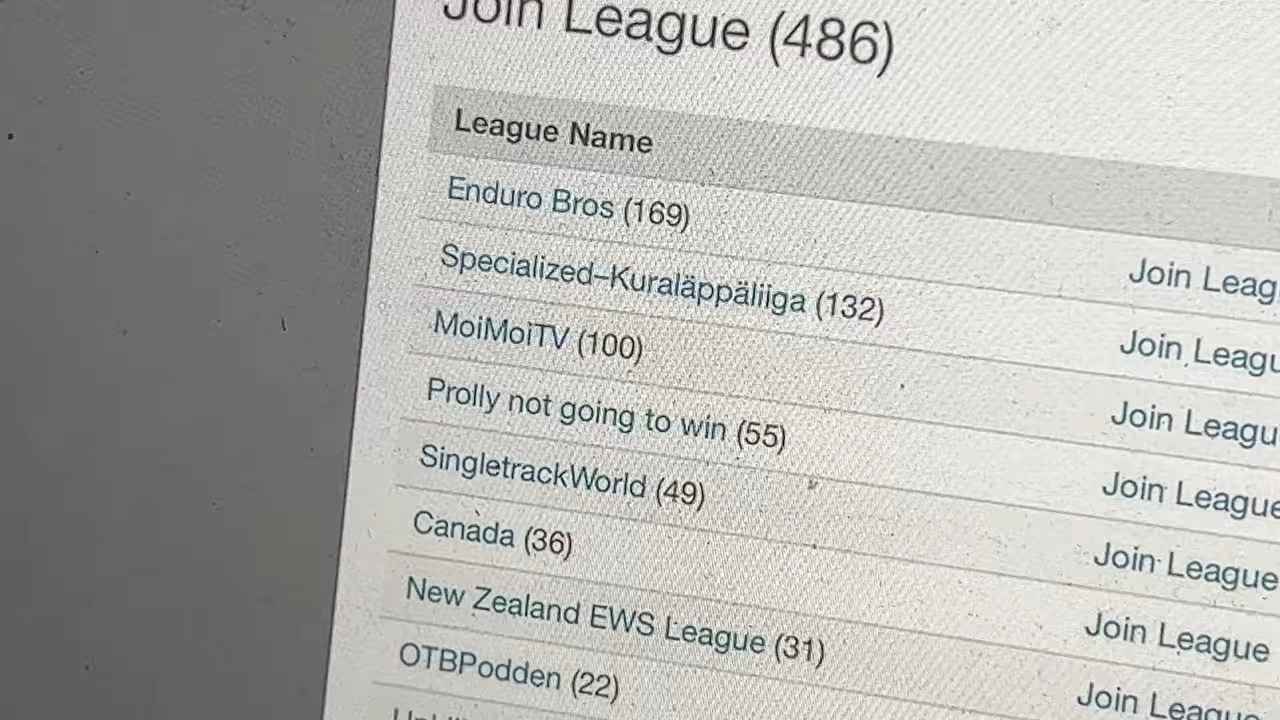 Join League (486)
League Name
Enduro Bros (169)
Join Leag
Specialized–Kuraläppäliiga (132)
Join Leagu
MoiMoiTV (100)
Join Leagu
Prolly not going to win (55)
Join League
SingletrackWorld (49)
Join League
Canada (36)
Join League
New Zealand EWS League (31)
Join League
OTBPodden (22)